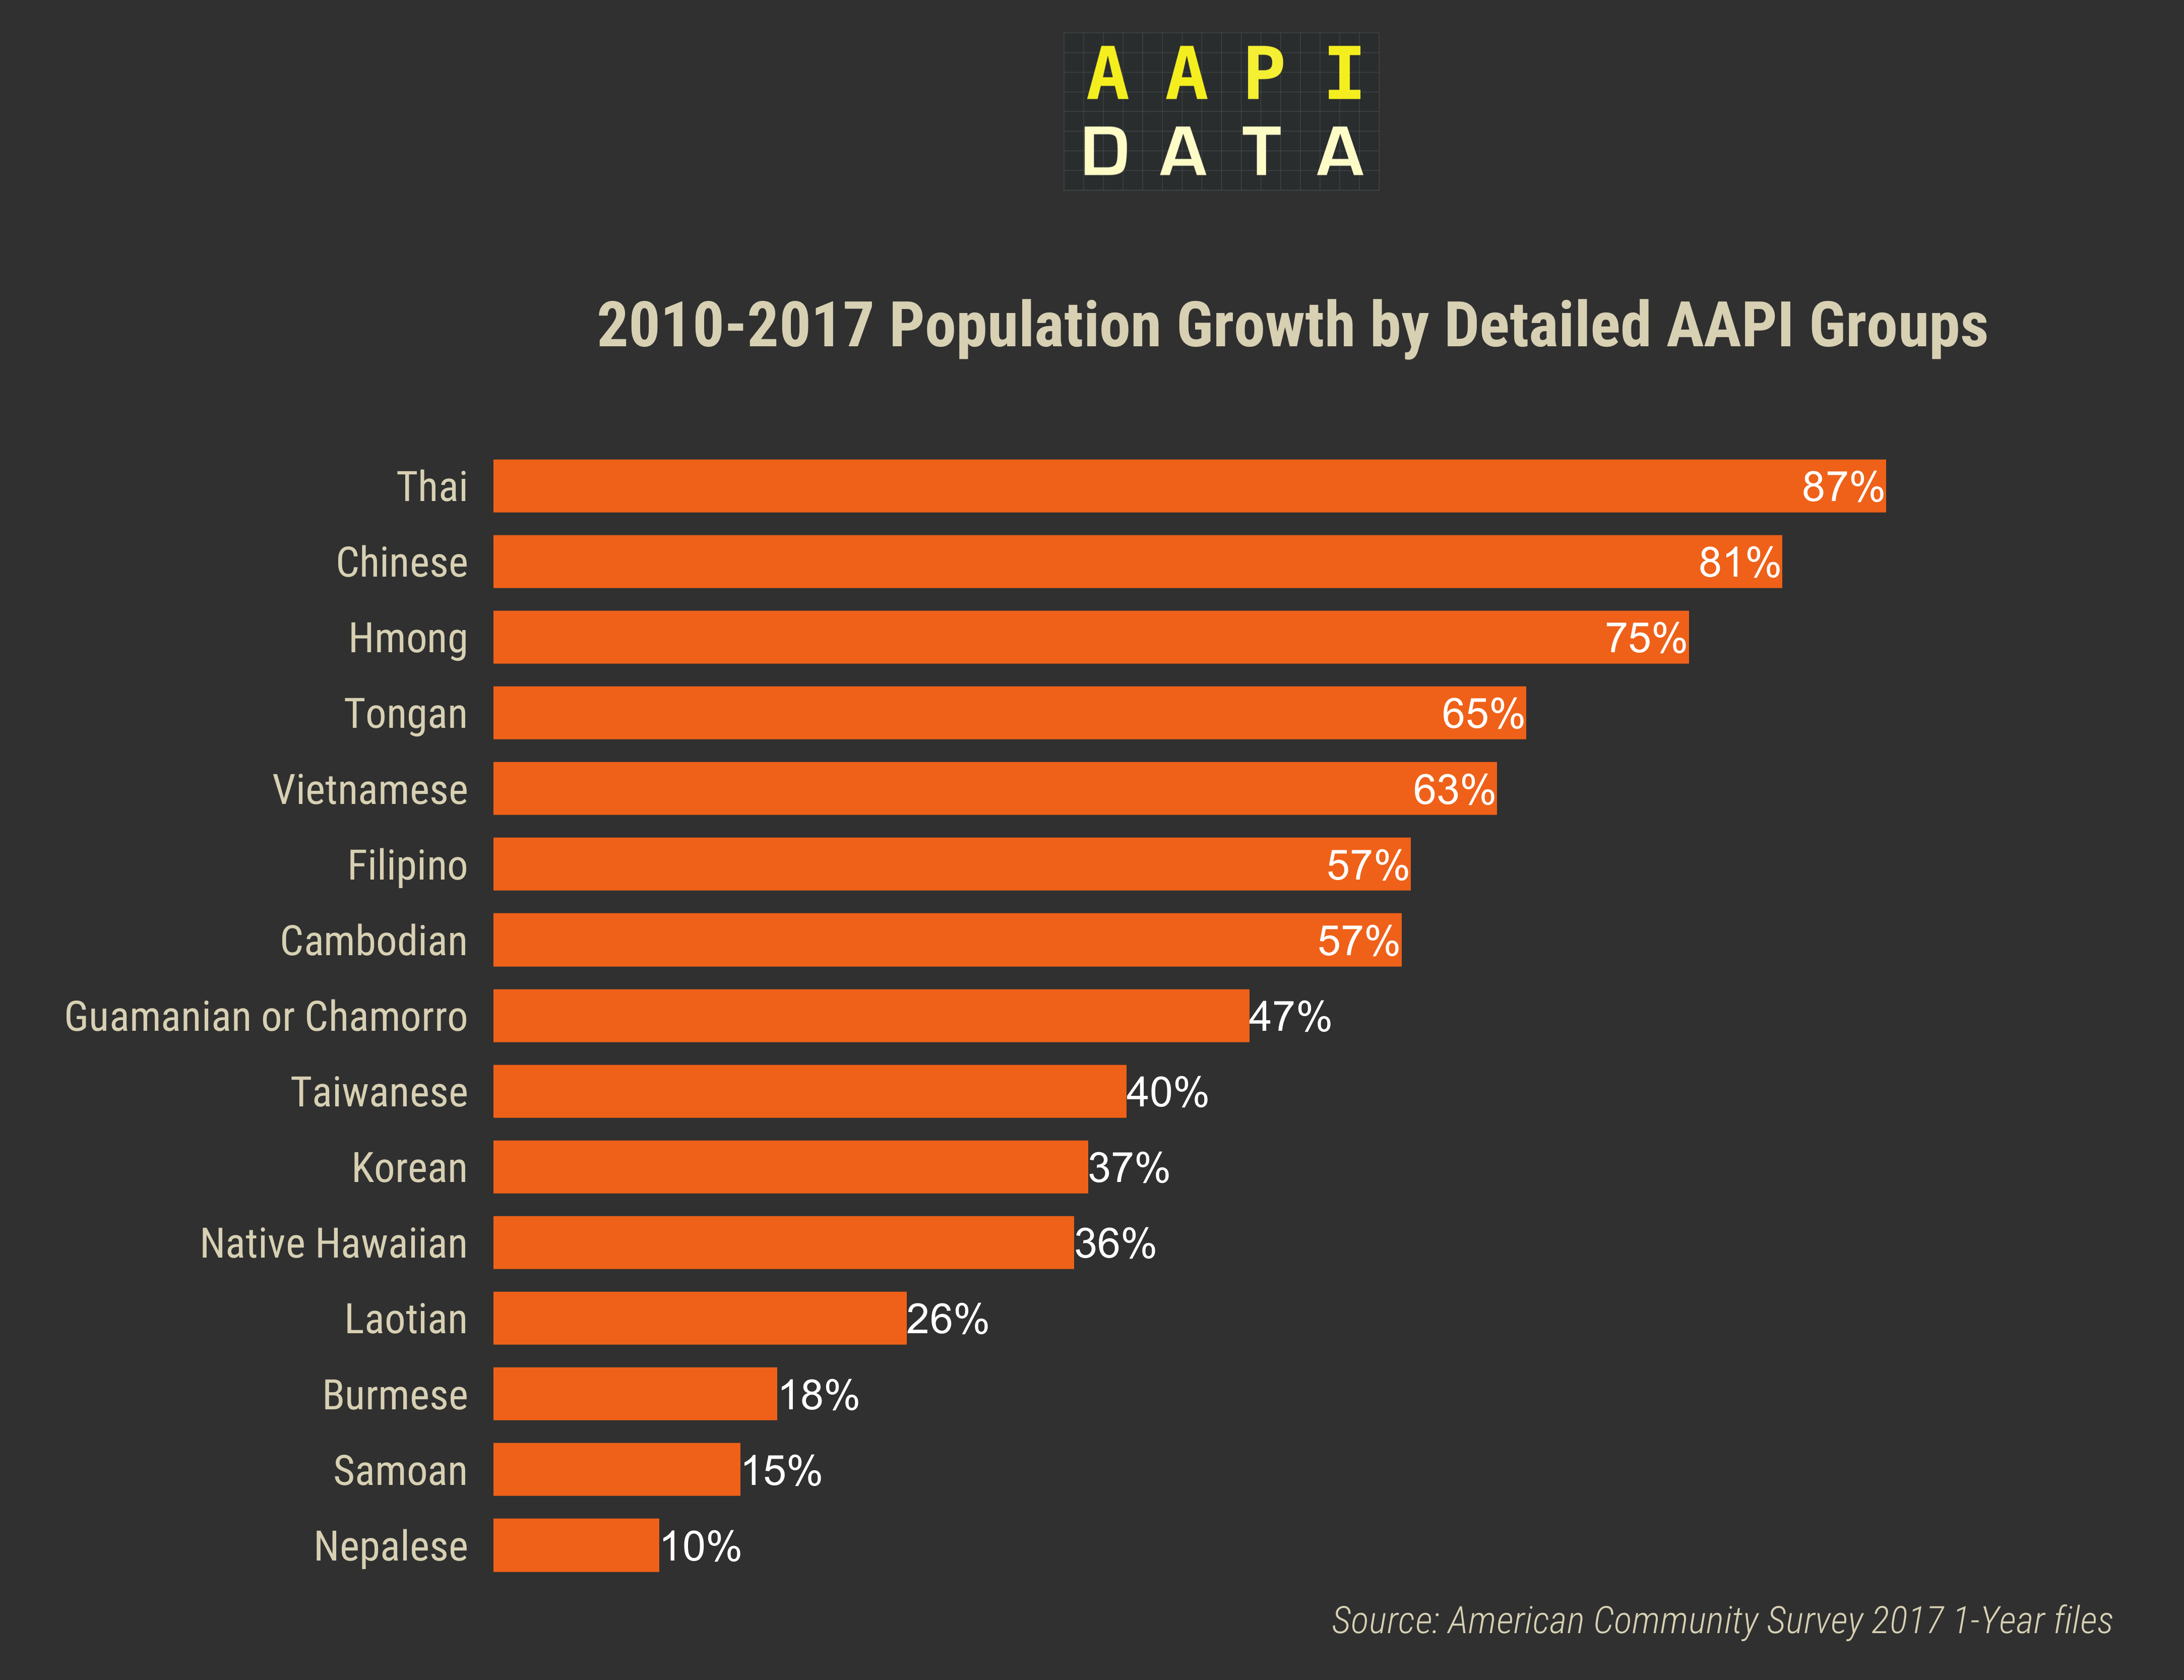 AAPI
DATA
2010-2017 Population Growth by Detailed AAPI Groups
Thai 87%
Chinese 81%
Hmong 75%
Tongan 65%
Vietnamese 63%
Filipino 57%
Cambodian 57%
Guamanian or Chamorro 47%
Taiwanese 40%
Korean 37%
Native Hawaiian 36%
Laotian 26%
Burmese 18%
Samoan 15%
Nepalese 10%
Source: American Community Survey 2017 1-Year files